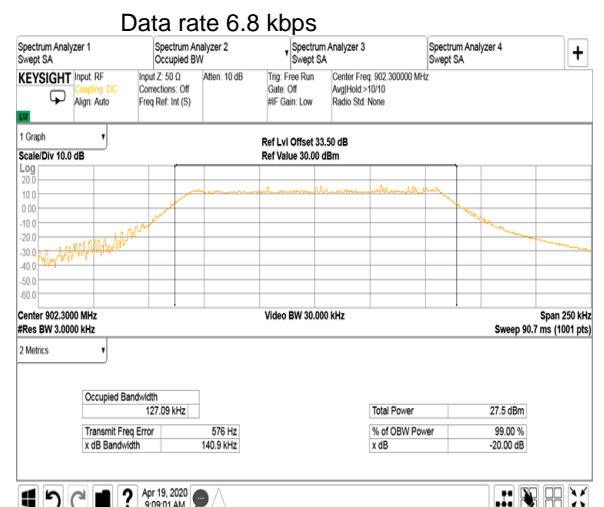 Data rate 6.8 kbps
Spectrum Analyzer 1 Spectrum Analyzer 2 Spectrum Analyzer 3 Spectrum Analyzer 4 +
Swept SA Occupied BW Swept SA Swept SA
KEYSIGHT Input: RF Input Z: 50 Ω Atten: 10 dB Trig: Free Run Center Freq: 902.300000 MHz
Coupling: DC Corrections: Off Gate: Off Avg|Hold:>10/10
Align: Auto Freq Ref: Int (S) #IF Gain: Low Radio Std: None
LXI
1 Graph
Ref Lvl Offset 33.50 dB
Scale/Div 10.0 dB Ref Value 30.00 dBm
Log
20.0
10.0
0.00
-10.0
-20.0
-30.0
-40.0
-50.0
-60.0
Center 902.3000 MHz Video BW 30.000 kHz Span 250 kHz
#Res BW 3.0000 kHz Sweep 90.7 ms (1001 pts)
2 Metrics
Occupied Bandwidth
127.09 kHz Total Power 27.5 dBm
Transmit Freq Error 576 Hz % of OBW Power 99.00 %
x dB Bandwidth 140.9 kHz x dB -20.00 dB
? Apr 19, 2020
9:09:01 AM